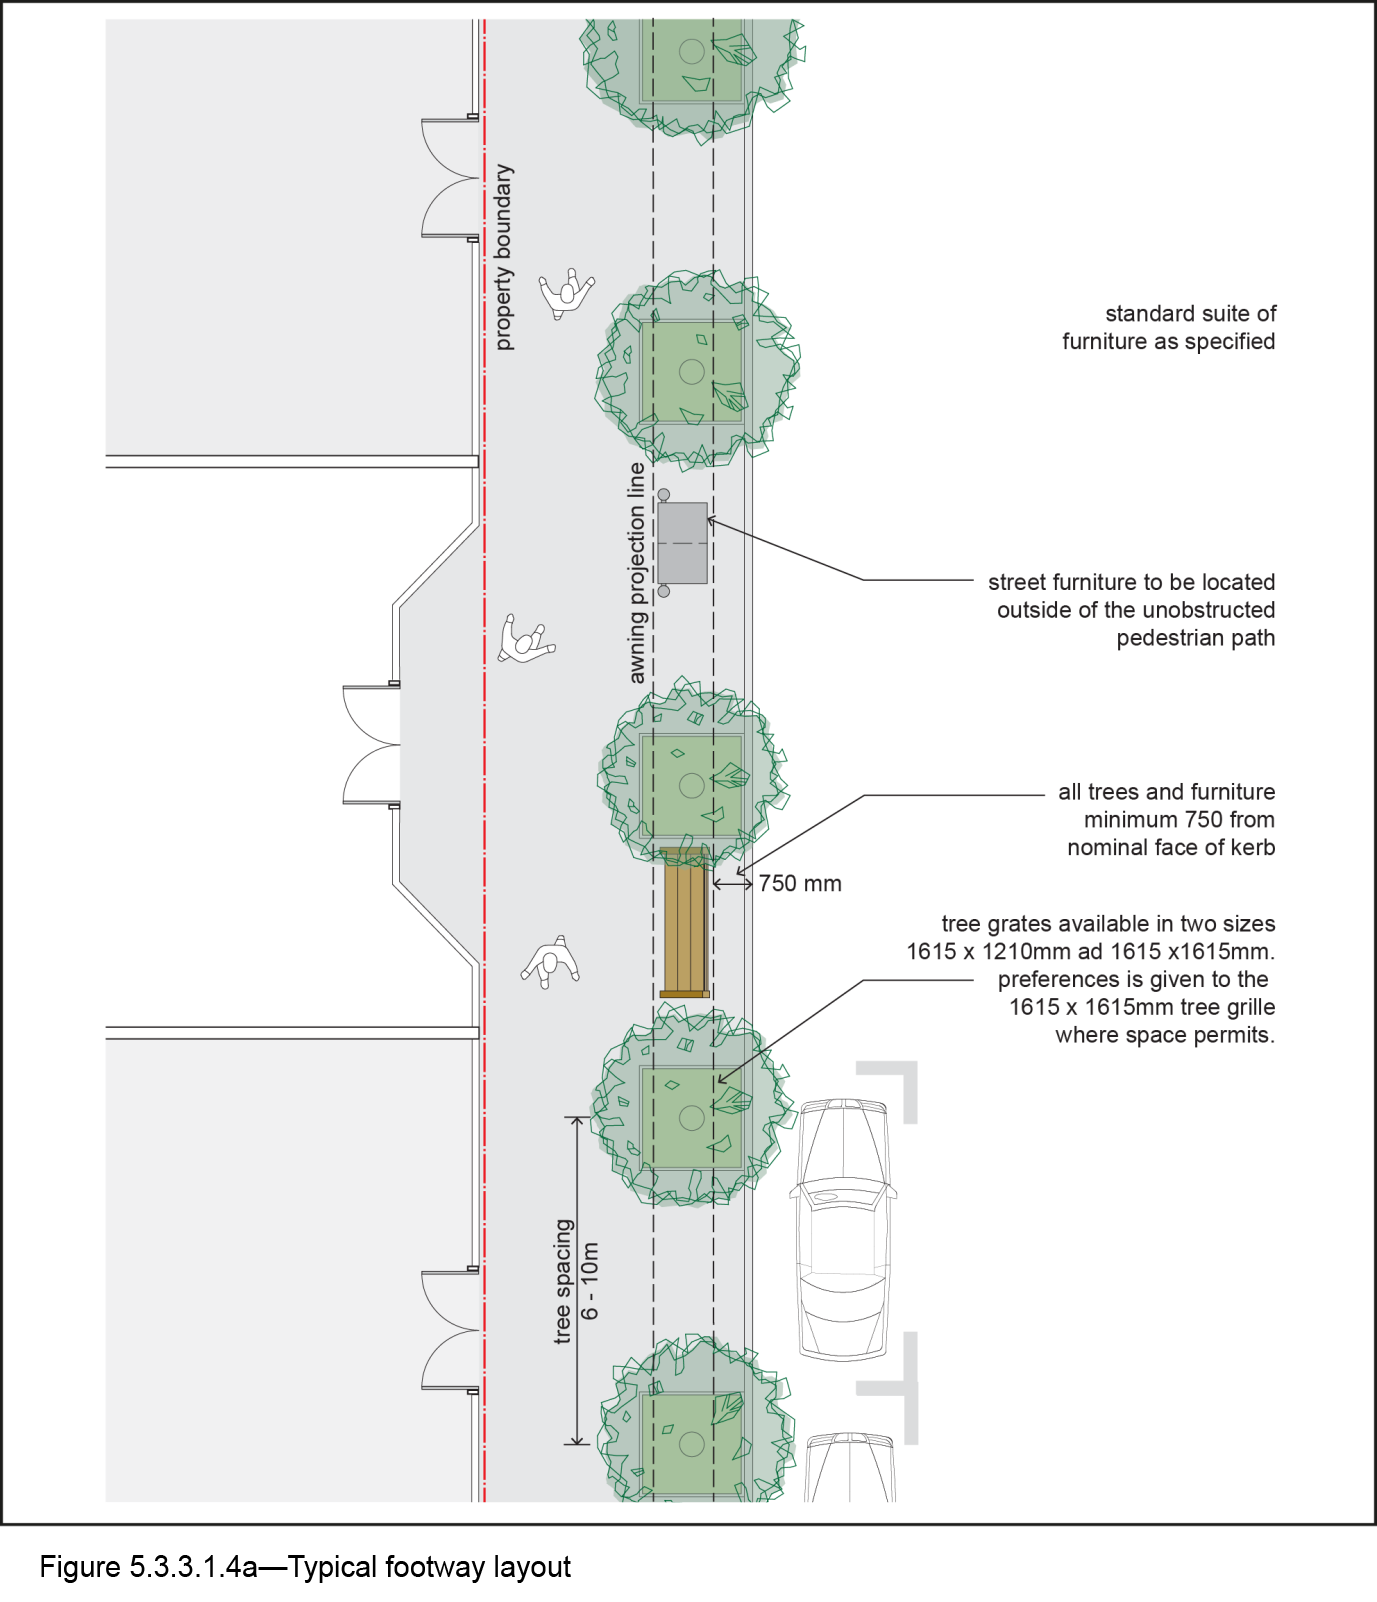 property boundary
standard suite of
furniture as specified
awning projection line
street furniture to be located
outside of the unobstructed
pedestrian path
all trees and furniture
minimum 750 from
nominal face of kerb
750 mm
tree grates available in two sizes
1615 x 1210mm ad 1615 x1615mm.
preferences is given to the
1615 x 1615mm tree grille
where space permits.
tree spacing
6 - 10m
Figure 5.3.3.1.4a—Typical footway layout